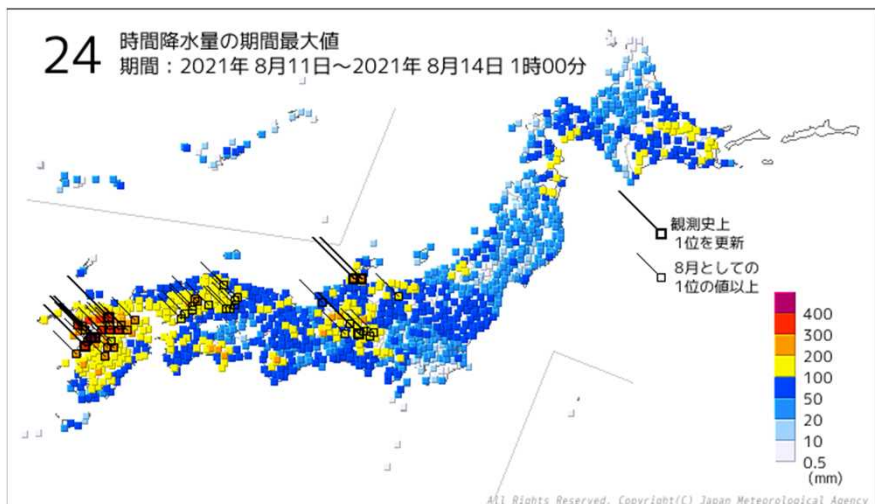 24 時間降水量の期間最大値
期間：2021年 8月11日～2021年 8月14日 1時00分
観測史上
1位を更新
8月としての
1位の値以上
400
300
200
100
50
20
10
0.5
(mm)
All Rights Reserved. Copyright(C) Japan Meteorological Agency